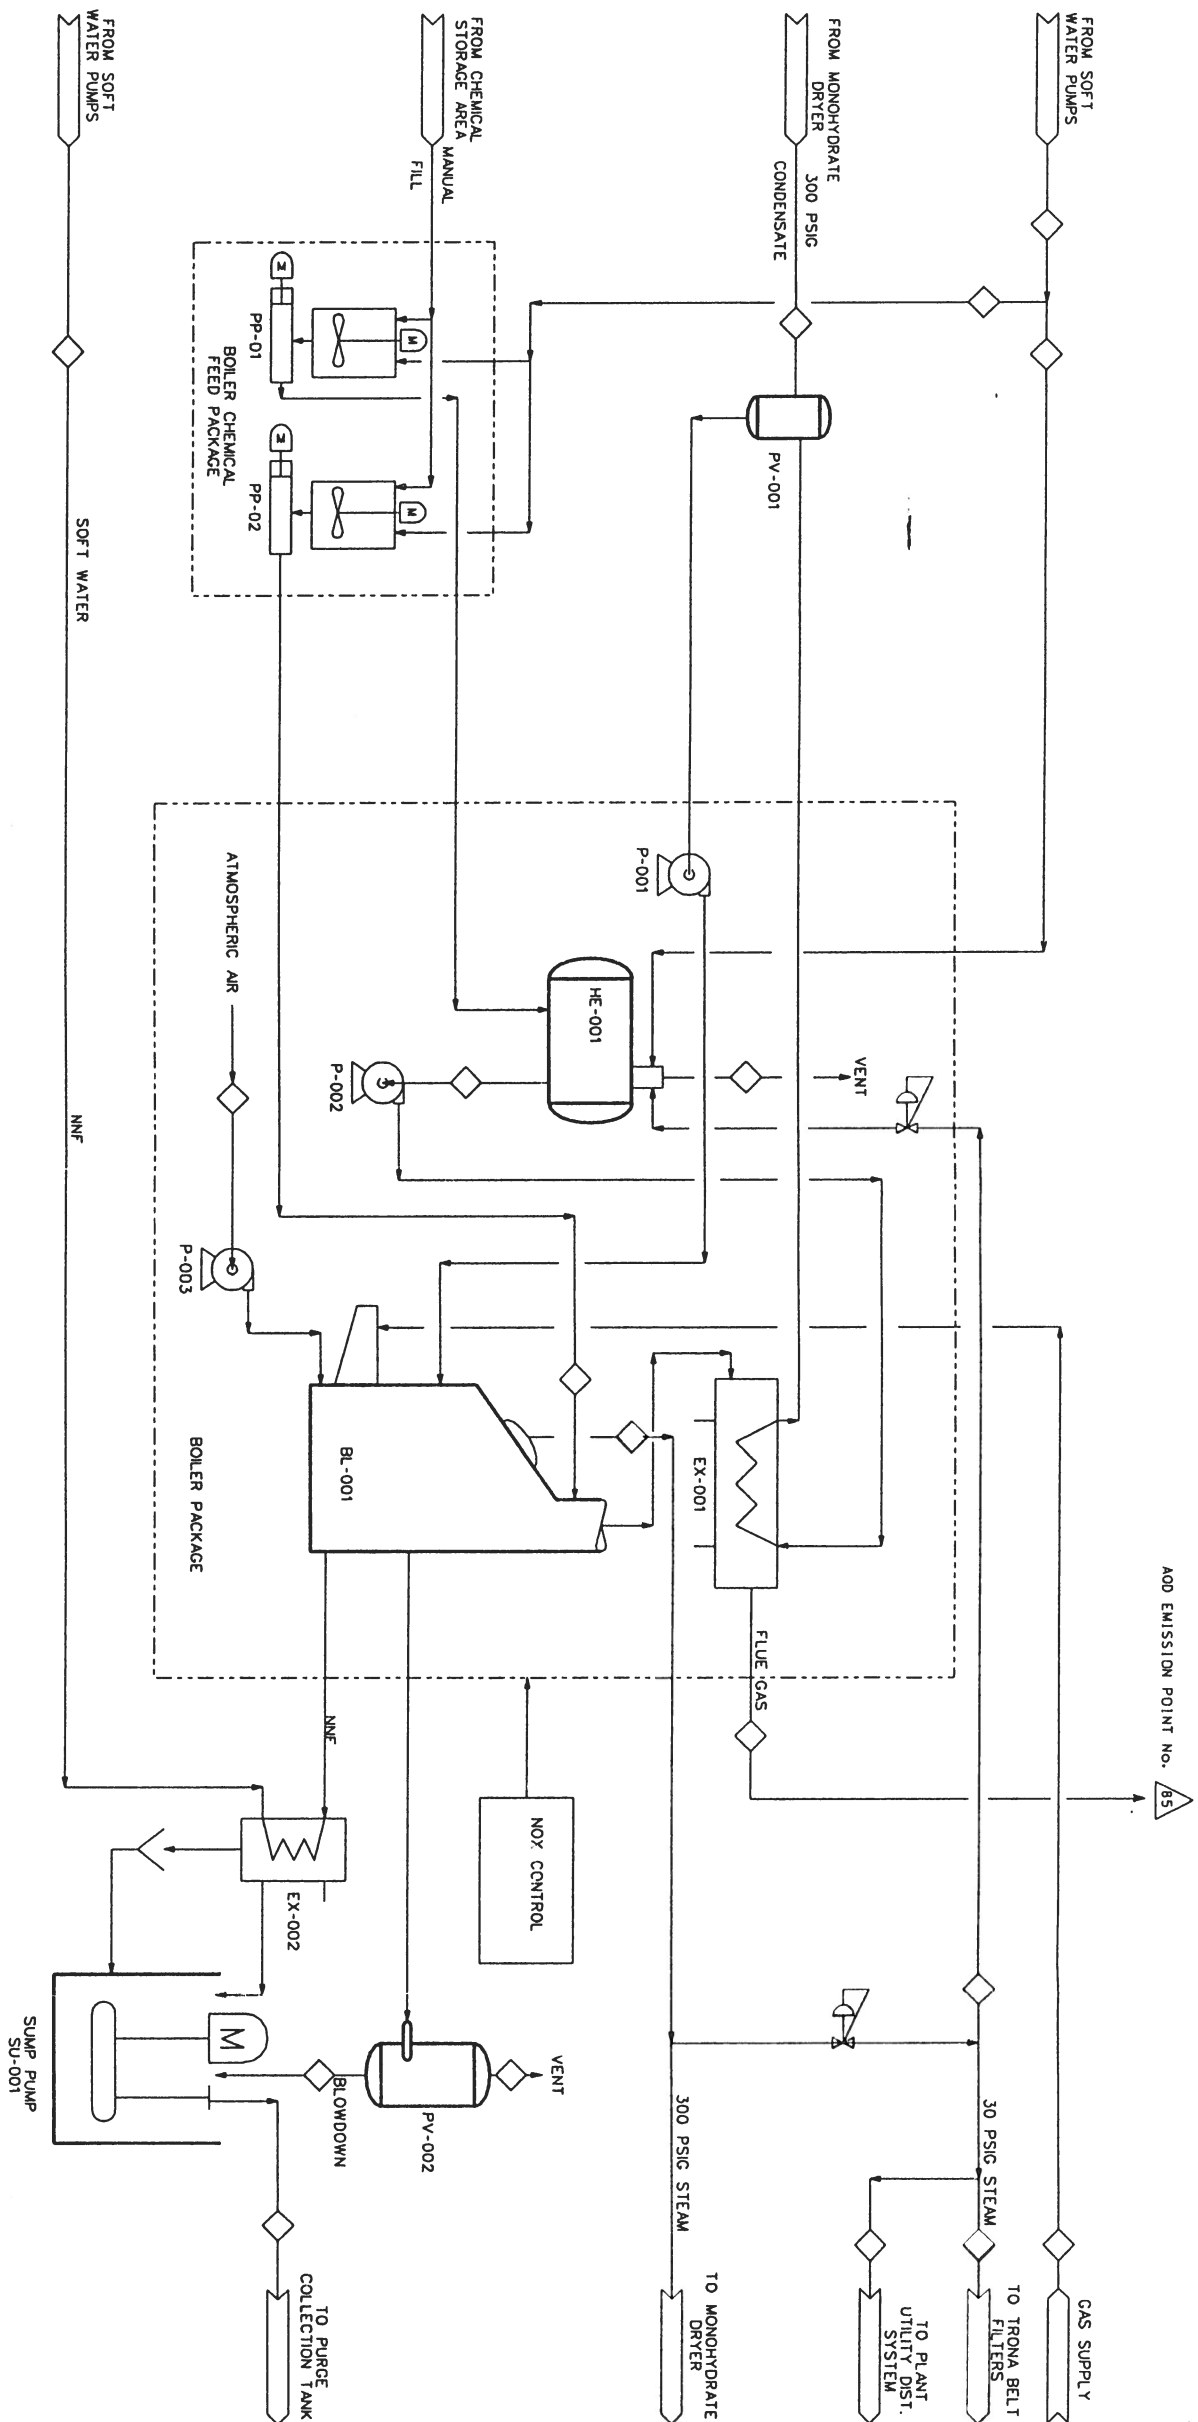 FROM SOFT
WATER PUMPS
FROM MONOHYDRATE
DRYER
300 PSIG
CONDENSATE
FROM CHEMICAL
STORAGE AREA
MANUAL
FILL
FROM SOFT
WATER PUMPS
M
M
PP-01
M
M
PP-02
BOILER CHEMICAL
FEED PACKAGE
PV-001
SOFT WATER
NNF
P-001
HE-001
VENT
P-002
ATMOSPHERIC AIR
P-003
BL-001
EX-001
BOILER PACKAGE
FLUE GAS
AOD EMISSION POINT No.
85
NNF
NOX CONTROL
EX-002
M
SUMP PUMP
SU-001
VENT
PV-002
BLOWDOWN
300 PSIG STEAM
30 PSIG STEAM
GAS SUPPLY
TO TRONA BELT
FILTERS
TO PLANT
UTILITY DIST.
SYSTEM
TO MONOHYDRATE
DRYER
TO PURGE
COLLECTION TANK